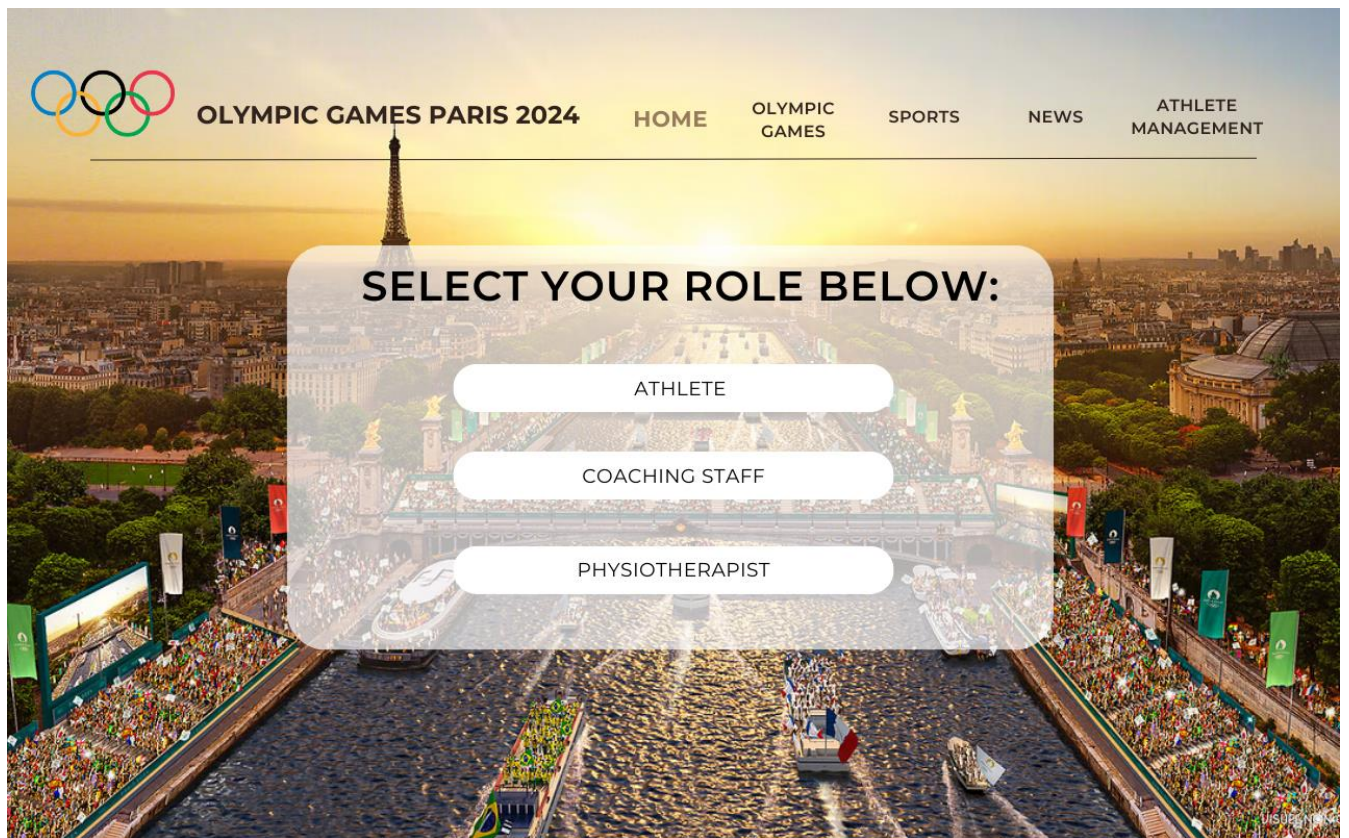 OLYMPIC GAMES PARIS 2024
HOME
OLYMPIC
GAMES
SPORTS
NEWS
ATHLETE
MANAGEMENT
SELECT YOUR ROLE BELOW:
ATHLETE
COACHING STAFF
PHYSIOTHERAPIST